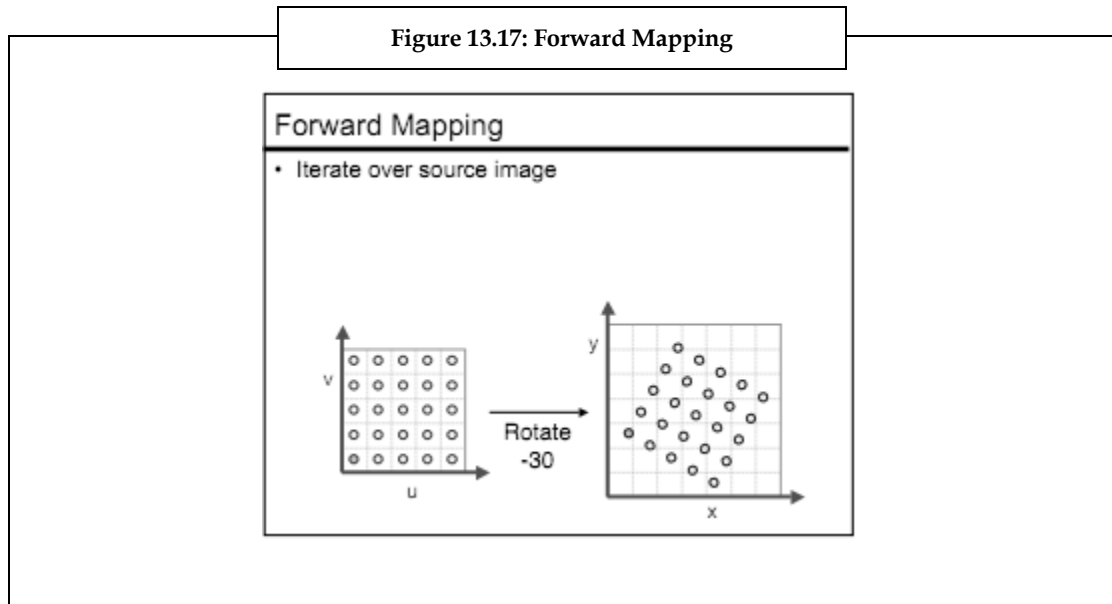 Figure 13.17: Forward Mapping
Forward Mapping
• Iterate over source image
v
u
Rotate
-30
y
x